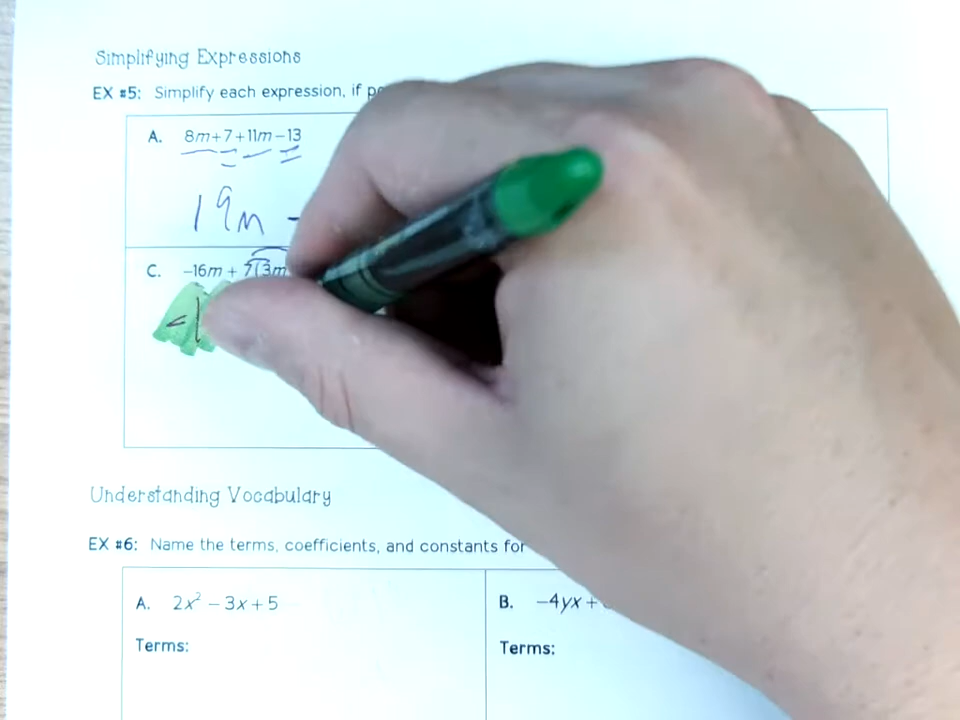 Simplifying Expressions
EX #5: Simplify each expression, if
A. 8m+7+11m−13
19m -
C. −16m + 7(3m
Understanding Vocabulary
EX #6: Name the terms, coefficients, and constants for
A. 2x² − 3x + 5
B. −4yx +
Terms:
Terms: